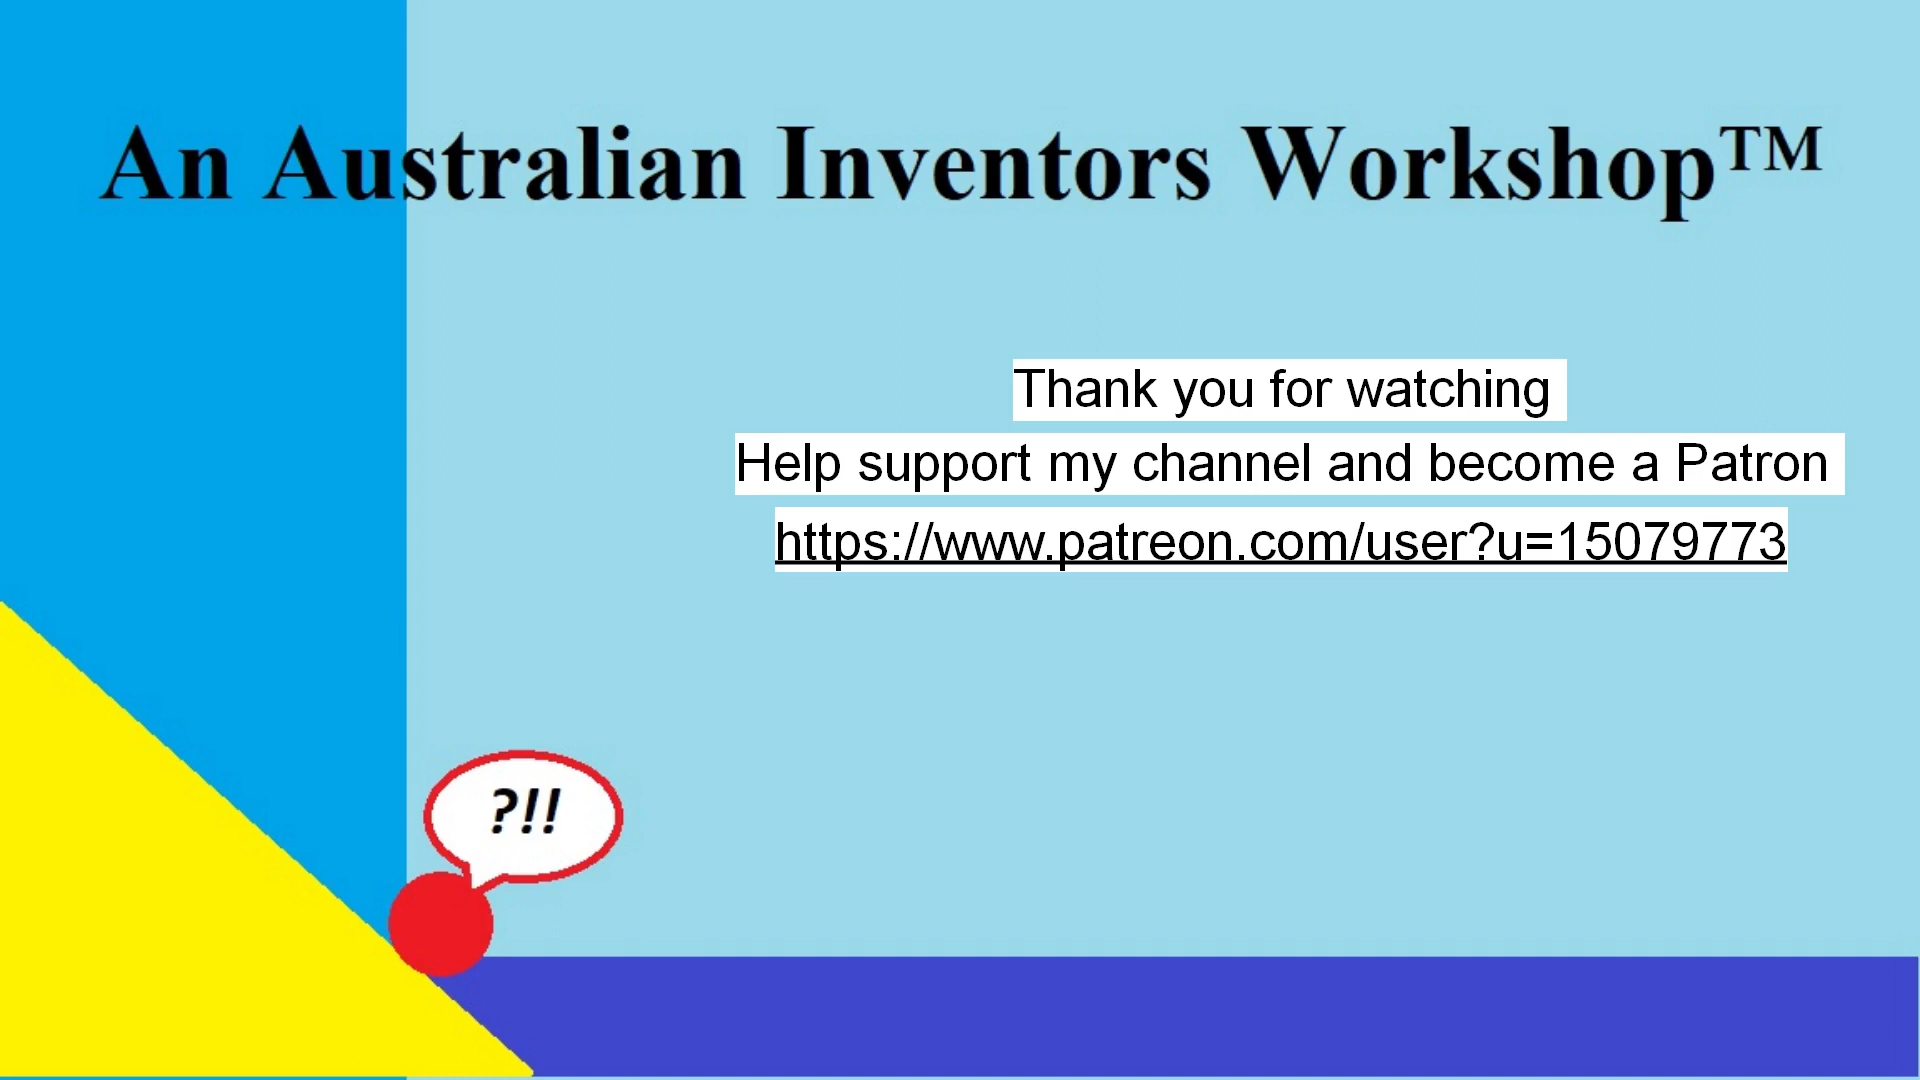 An Australian Inventors Workshop™
Thank you for watching
Help support my channel and become a Patron
https://www.patreon.com/user?u=15079773
?!!